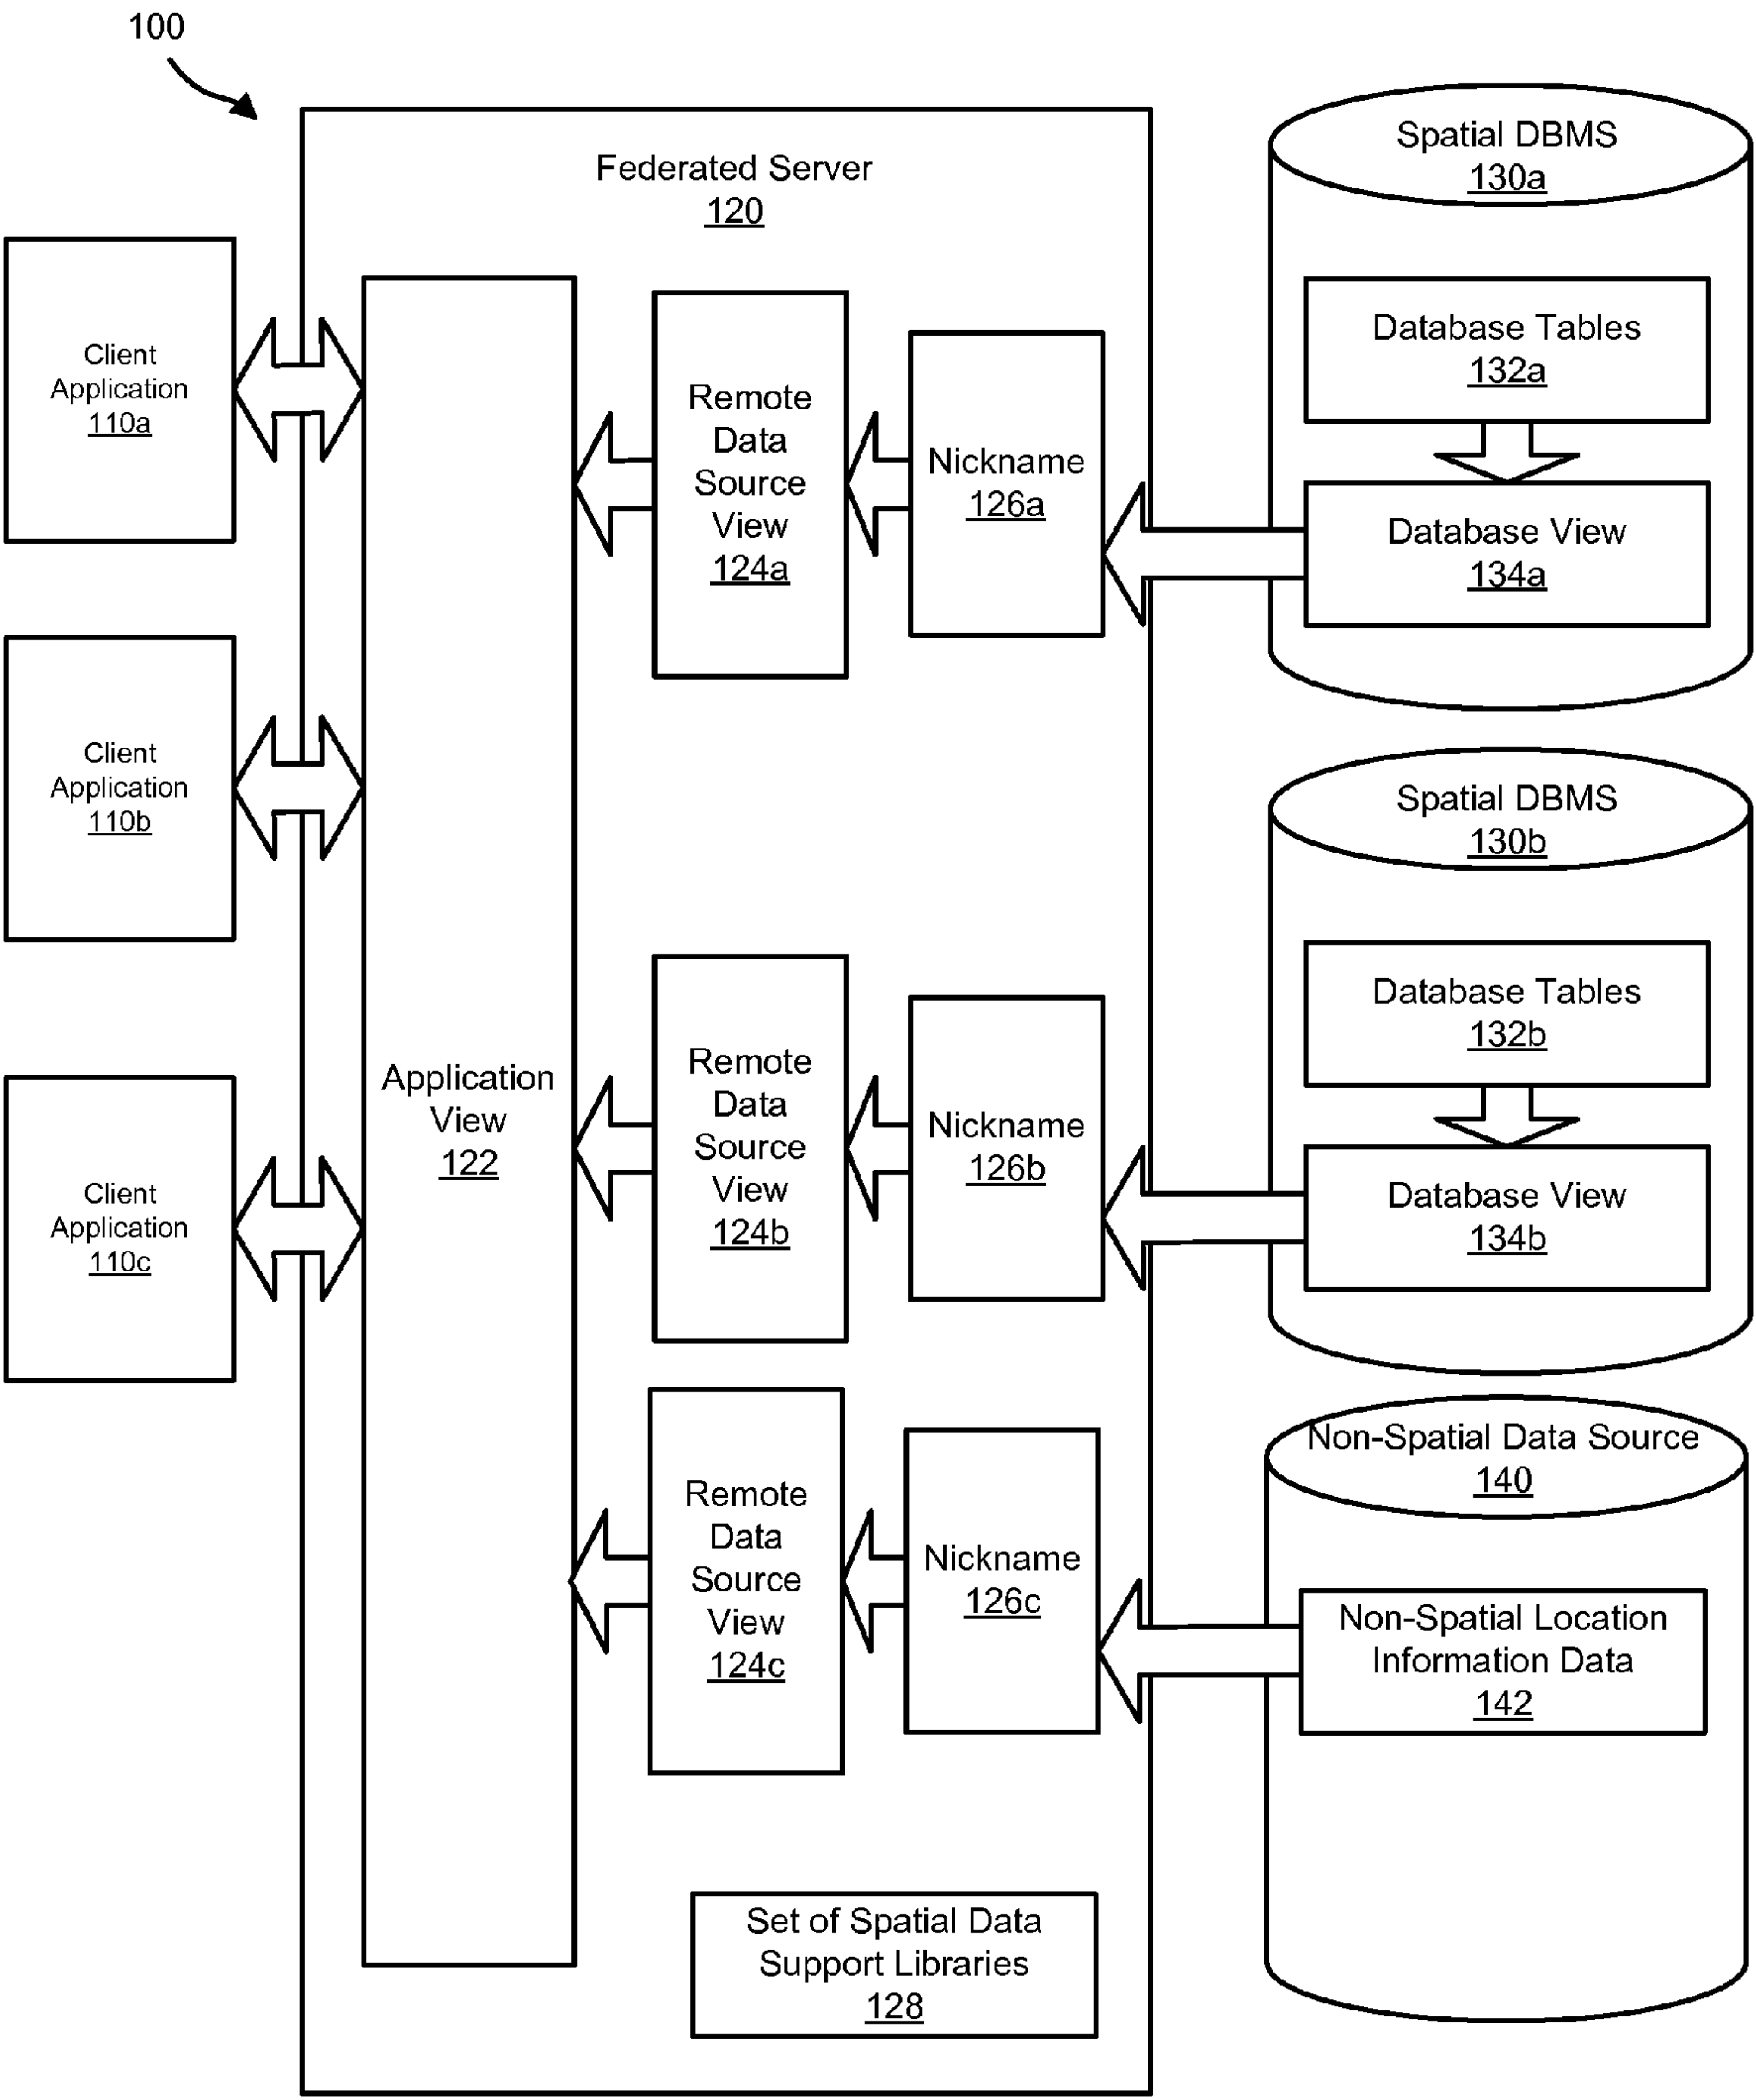 100
Federated Server
120
Client
Application
110a
Client
Application
110b
Client
Application
110c
Application
View
122
Remote
Data
Source
View
124a
Nickname
126a
Remote
Data
Source
View
124b
Nickname
126b
Remote
Data
Source
View
124c
Nickname
126c
Set of Spatial Data
Support Libraries
128
Spatial DBMS
130a
Database Tables
132a
Database View
134a
Spatial DBMS
130b
Database Tables
132b
Database View
134b
Non-Spatial Data Source
140
Non-Spatial Location
Information Data
142